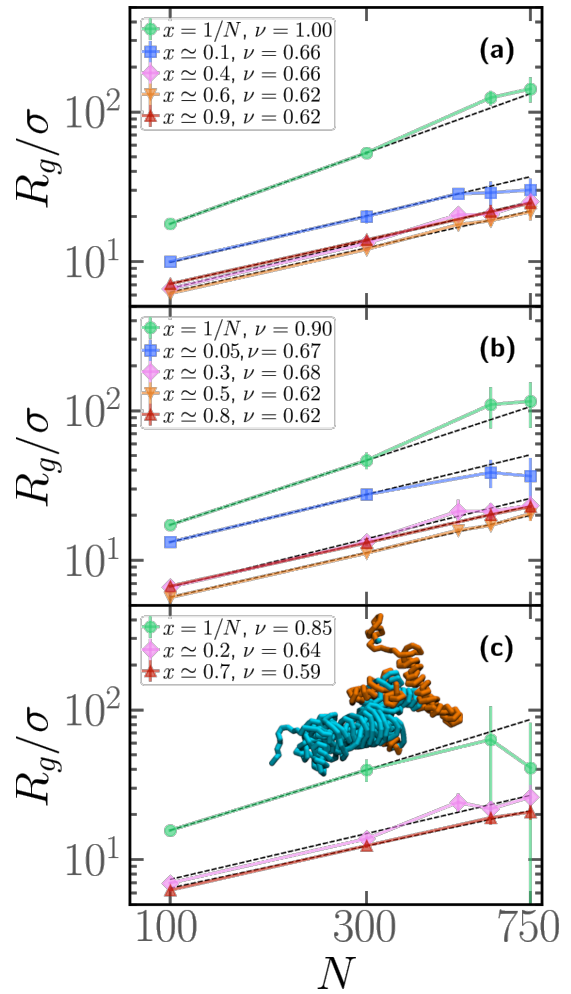 (a)
x = 1/N, ν = 1.00
x ≃ 0.1, ν = 0.66
x ≃ 0.4, ν = 0.66
x ≃ 0.6, ν = 0.62
x ≃ 0.9, ν = 0.62
R_g/σ
10²
10¹
(b)
x = 1/N, ν = 0.90
x ≃ 0.05, ν = 0.67
x ≃ 0.3, ν = 0.68
x ≃ 0.5, ν = 0.62
x ≃ 0.8, ν = 0.62
R_g/σ
10²
10¹
(c)
x = 1/N, ν = 0.85
x ≃ 0.2, ν = 0.64
x ≃ 0.7, ν = 0.59
R_g/σ
10²
10¹
100 300 750
N